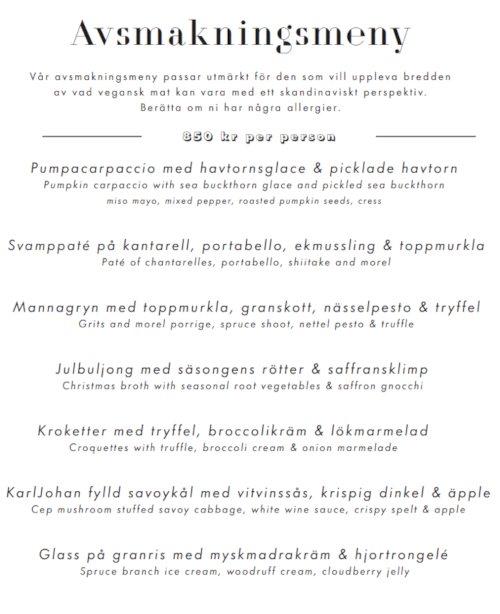 Avsmakningsmeny
Vår avsmakningsmeny passar utmärkt för den som vill uppleva bredden
av vad vegansk mat kan vara med ett skandinaviskt perspektiv.
Berätta om ni har några allergier.
850 kr per person
Pumpacarpaccio med havtornsglace & picklade havtorn
Pumpkin carpaccio with sea buckthorn glace and pickled sea buckthorn
miso mayo, mixed pepper, roasted pumpkin seeds, cress
Svamppaté på kantarell, portabello, ekmussling & toppmurkla
Paté of chantarelles, portabello, shiitake and morel
Mannagryn med toppmurkla, granskott, nässelpesto & tryffel
Grits and morel porrige, spruce shoot, nettel pesto & truffle
Julbuljong med säsongens rötter & saffransklimp
Christmas broth with seasonal root vegetables & saffron gnocchi
Kroketter med tryffel, broccolikräm & lökmarmelad
Croquettes with truffle, broccoli cream & onion marmelade
KarlJohan fylld savoykål med vitvinssås, krispig dinkel & äpple
Cep mushroom stuffed savoy cabbage, white wine sauce, crispy spelt & apple
Glass på granris med myskmadrakräm & hjortrongelé
Spruce branch ice cream, woodruff cream, cloudberry jelly